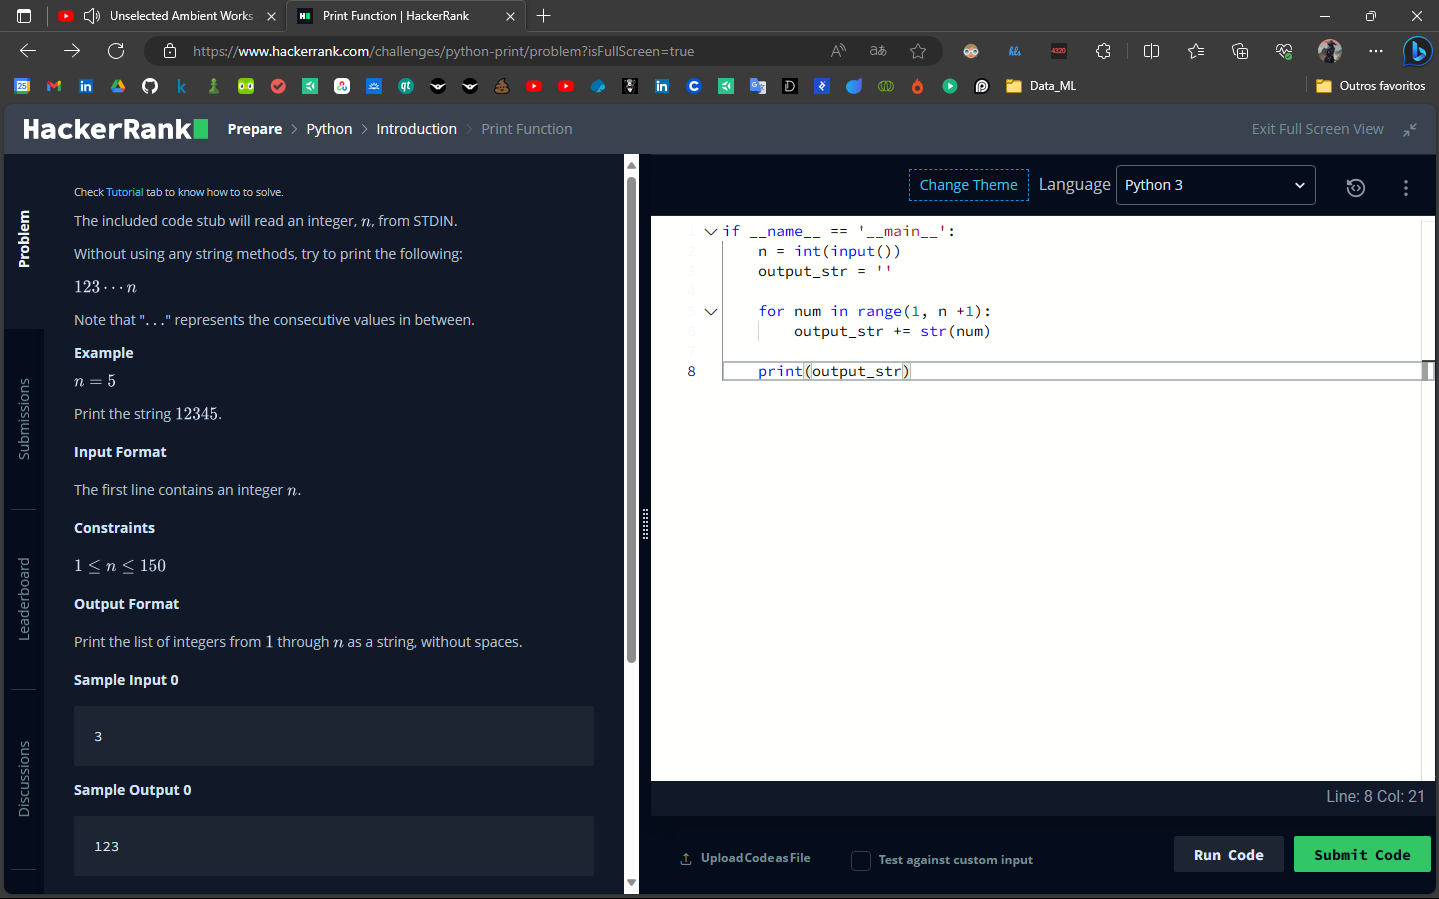 Unselected Ambient Works
Print Function | HackerRank
https://www.hackerrank.com/challenges/python-print/problem?isFullScreen=true
Data_ML
Outros favoritos
HackerRank
Prepare > Python > Introduction > Print Function
Exit Full Screen View
Problem
Submissions
Leaderboard
Discussions
Check Tutorial tab to know how to to solve.
The included code stub will read an integer, n, from STDIN.
Without using any string methods, try to print the following:
123⋯n
Note that "..." represents the consecutive values in between.
Example
n = 5
Print the string 12345.
Input Format
The first line contains an integer n.
Constraints
1 ≤ n ≤ 150
Output Format
Print the list of integers from 1 through n as a string, without spaces.
Sample Input 0
3
Sample Output 0
123
Change Theme
Language
Python 3
1 if __name__ == '__main__':
2 n = int(input())
3 output_str = ''
4
5 for num in range(1, n +1):
6 output_str += str(num)
7
8 print(output_str)
Line: 8 Col: 21
Upload Code as File
Test against custom input
Run Code
Submit Code